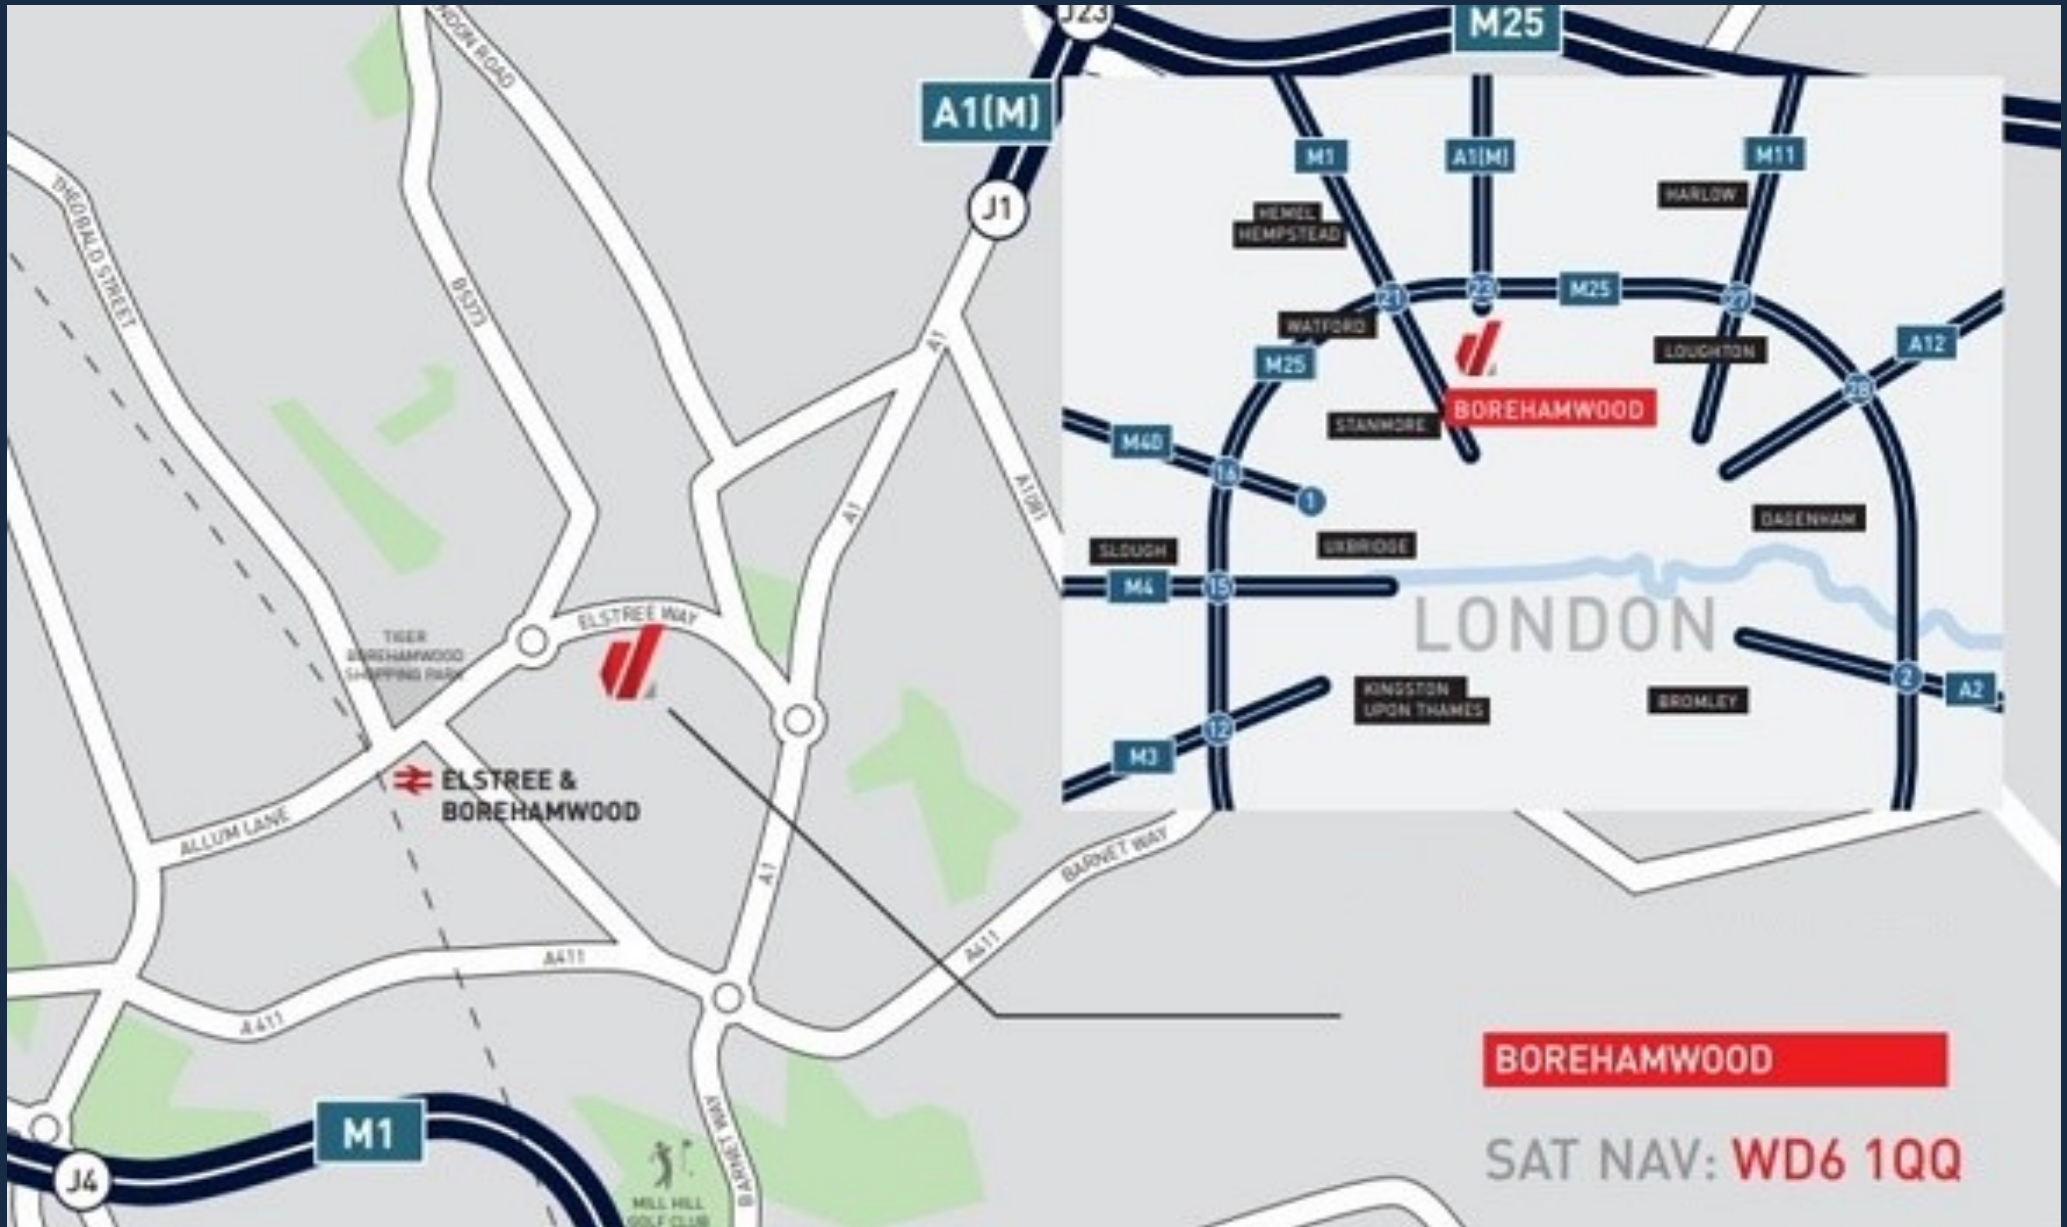 J23
M25
A1(M)
J1
THEOBALD STREET
B5373
A1
A1
A1081
ELSTREE WAY
TIGER
BOREHAMWOOD
SHOPPING PARK
ELSTREE &
BOREHAMWOOD
ALLUM LANE
A1
BARNET WAY
A411
A411
A411
M1
J4
BARNET WAY
MILL HILL
GOLF CLUB
M1
A1(M)
M11
HARLOW
HEMEL
HEMPSTEAD
21
23
M25
27
WATFORD
M25
LOUGHTON
A12
28
STANMORE
BOREHAMWOOD
M40
16
1
DAGENHAM
UXBRIDGE
SLOUGH
M4
15
LONDON
2
A2
KINGSTON
UPON THAMES
BROMLEY
12
M3
BOREHAMWOOD
SAT NAV: WD6 1QQ